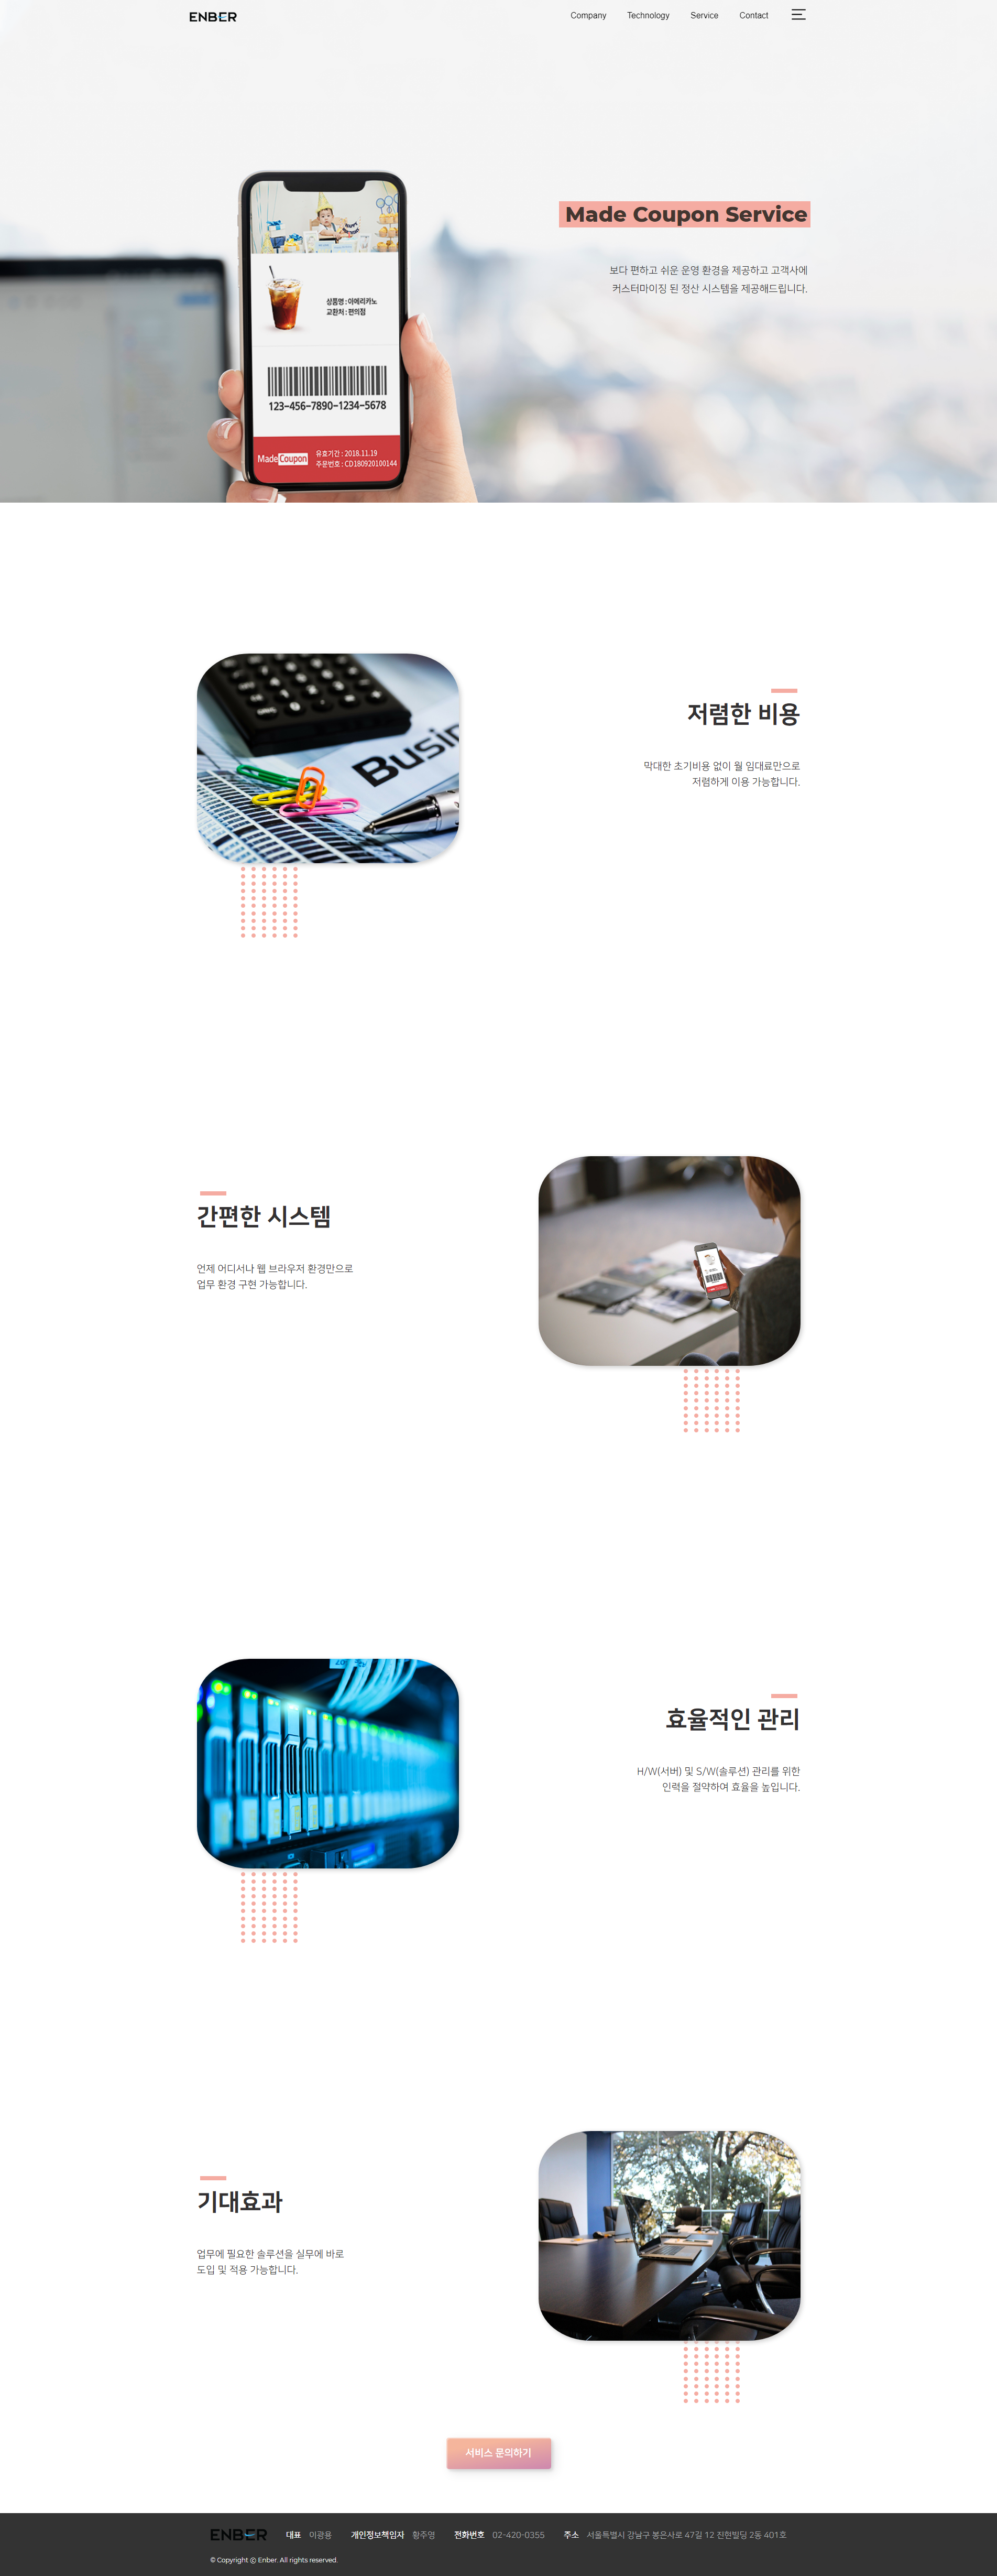 ENBER
Company Technology Service Contact
Made Coupon Service
보다 편하고 쉬운 운영 환경을 제공하고 고객사에
커스터마이징 된 정산 시스템을 제공해드립니다.
상품명 : 아메리카노
교환처 : 편의점
123-456-7890-1234-5678
MadeCoupon
유효기간 : 2018.11.19
주문번호 : CD180920100144
저렴한 비용
막대한 초기비용 없이 월 임대료만으로
저렴하게 이용 가능합니다.
Busin
간편한 시스템
언제 어디서나 웹 브라우저 환경만으로
업무 환경 구현 가능합니다.
효율적인 관리
H/W(서버) 및 S/W(솔루션) 관리를 위한
인력을 절약하여 효율을 높입니다.
기대효과
업무에 필요한 솔루션을 실무에 바로
도입 및 적용 가능합니다.
서비스 문의하기
ENBER
대표 이광용 개인정보책임자 황주영 전화번호 02-420-0355 주소 서울특별시 강남구 봉은사로 47길 12 진현빌딩 2동 401호
© Copyright ⓒ Enber. All rights reserved.